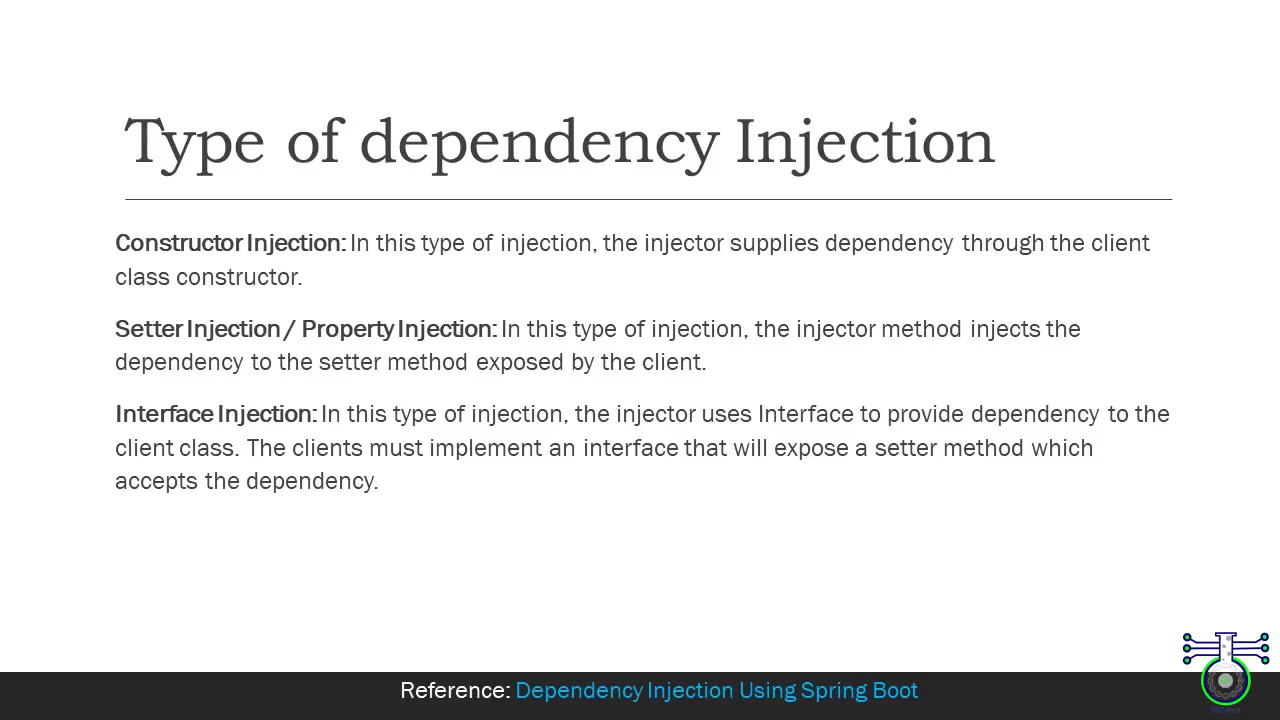 Type of dependency Injection
Constructor Injection: In this type of injection, the injector supplies dependency through the client
class constructor.
Setter Injection / Property Injection: In this type of injection, the injector method injects the
dependency to the setter method exposed by the client.
Interface Injection: In this type of injection, the injector uses Interface to provide dependency to the
client class. The clients must implement an interface that will expose a setter method which
accepts the dependency.
Reference: Dependency Injection Using Spring Boot